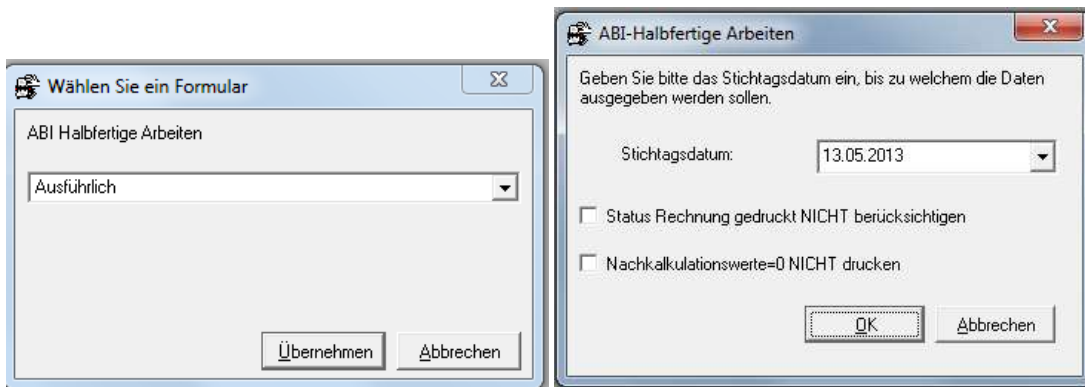 Wählen Sie ein Formular
ABI Halbfertige Arbeiten
Ausführlich
Übernehmen
Abbrechen
ABI-Halbfertige Arbeiten
Geben Sie bitte das Stichtagsdatum ein, bis zu welchem die Daten
ausgegeben werden sollen.
Stichtagsdatum: 13.05.2013
Status Rechnung gedruckt NICHT berücksichtigen
Nachkalkulationswerte=0 NICHT drucken
OK
Abbrechen